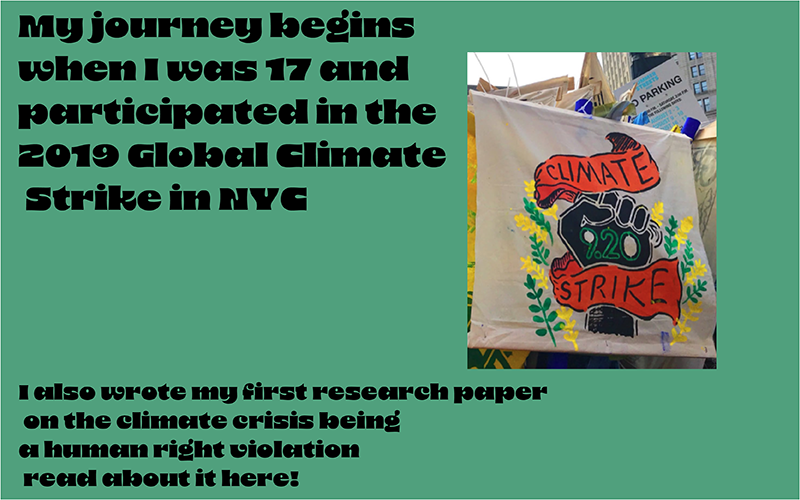 My journey begins
when I was 17 and
participated in the
2019 Global Climate
Strike in NYC
NO PARKING
CLIMATE
9.20
STRIKE
I also wrote my first research paper
on the climate crisis being
a human right violation
read about it here!